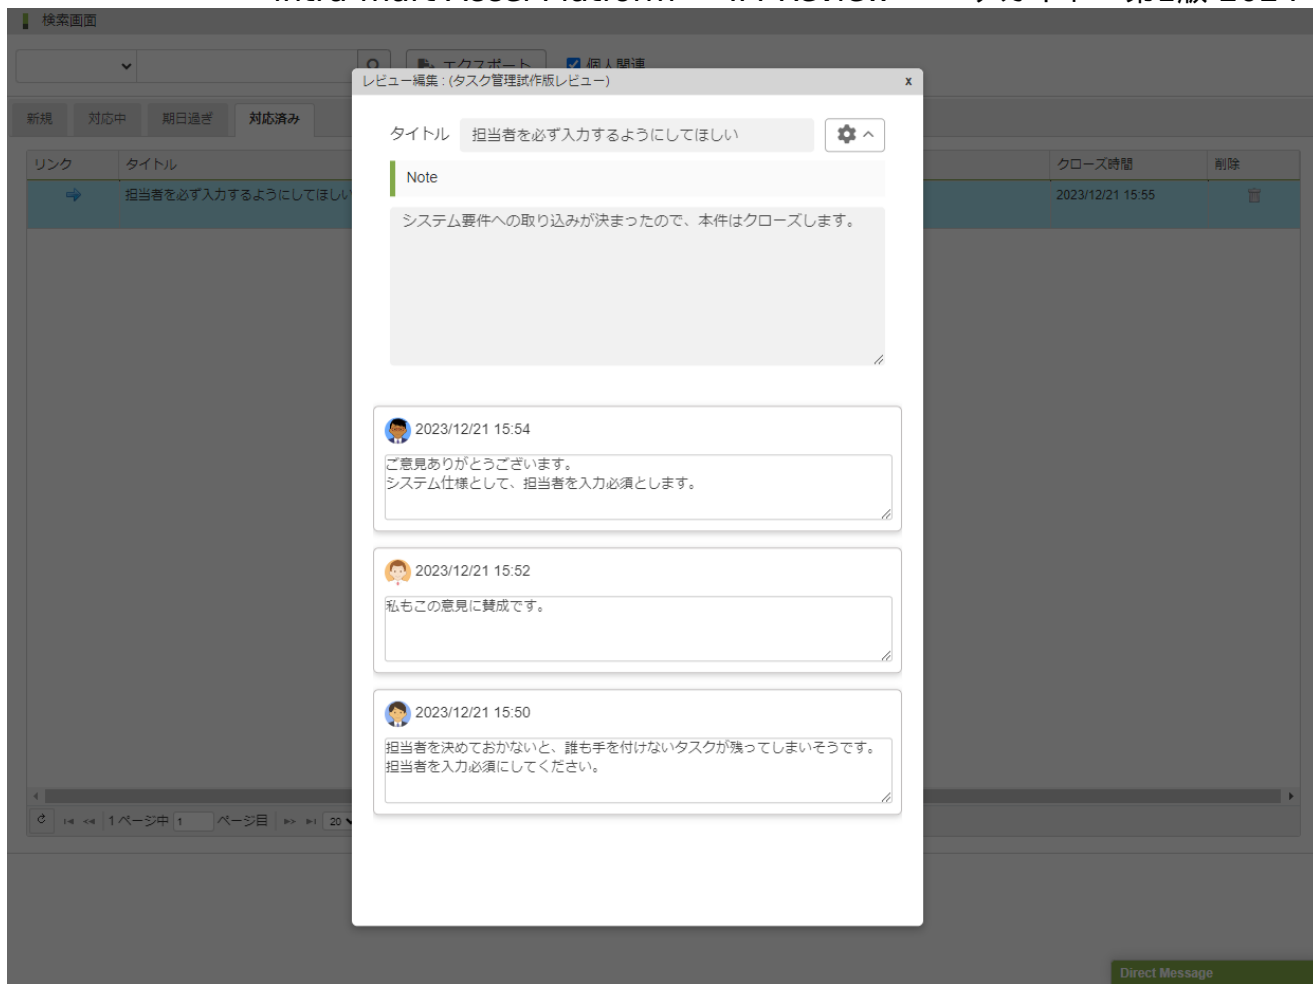 検索画面
エクスポート
個人関連
レビュー編集 : (タスク管理試作版レビュー)
x
新規
対応中
期日過ぎ
対応済み
タイトル
担当者を必ず入力するようにしてほしい
リンク
タイトル
クローズ時間
削除
Note
担当者を必ず入力するようにしてほしい
2023/12/21 15:55
システム要件への取り込みが決まったので、本件はクローズします。
2023/12/21 15:54
ご意見ありがとうございます。
システム仕様として、担当者を入力必須とします。
2023/12/21 15:52
私もこの意見に賛成です。
2023/12/21 15:50
担当者を決めておかないと、誰も手を付けないタスクが残ってしまいそうです。
担当者を入力必須にしてください。
1 ページ中
1
ページ目
20
Direct Message